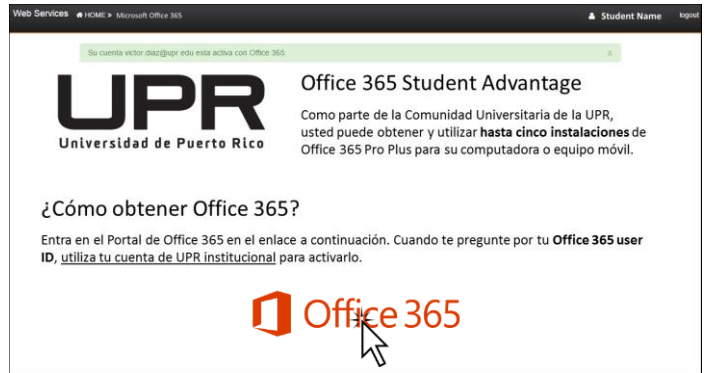 Web Services HOME > Microsoft Office 365 Student Name logout
Su cuenta victor.diaz@upr.edu esta activa con Office 365. X
UPR
Universidad de Puerto Rico
Office 365 Student Advantage
Como parte de la Comunidad Universitaria de la UPR,
usted puede obtener y utilizar hasta cinco instalaciones de
Office 365 Pro Plus para su computadora o equipo móvil.
¿Cómo obtener Office 365?
Entra en el Portal de Office 365 en el enlace a continuación. Cuando te pregunte por tu Office 365 user
ID, utiliza tu cuenta de UPR institucional para activarlo.
Office 365